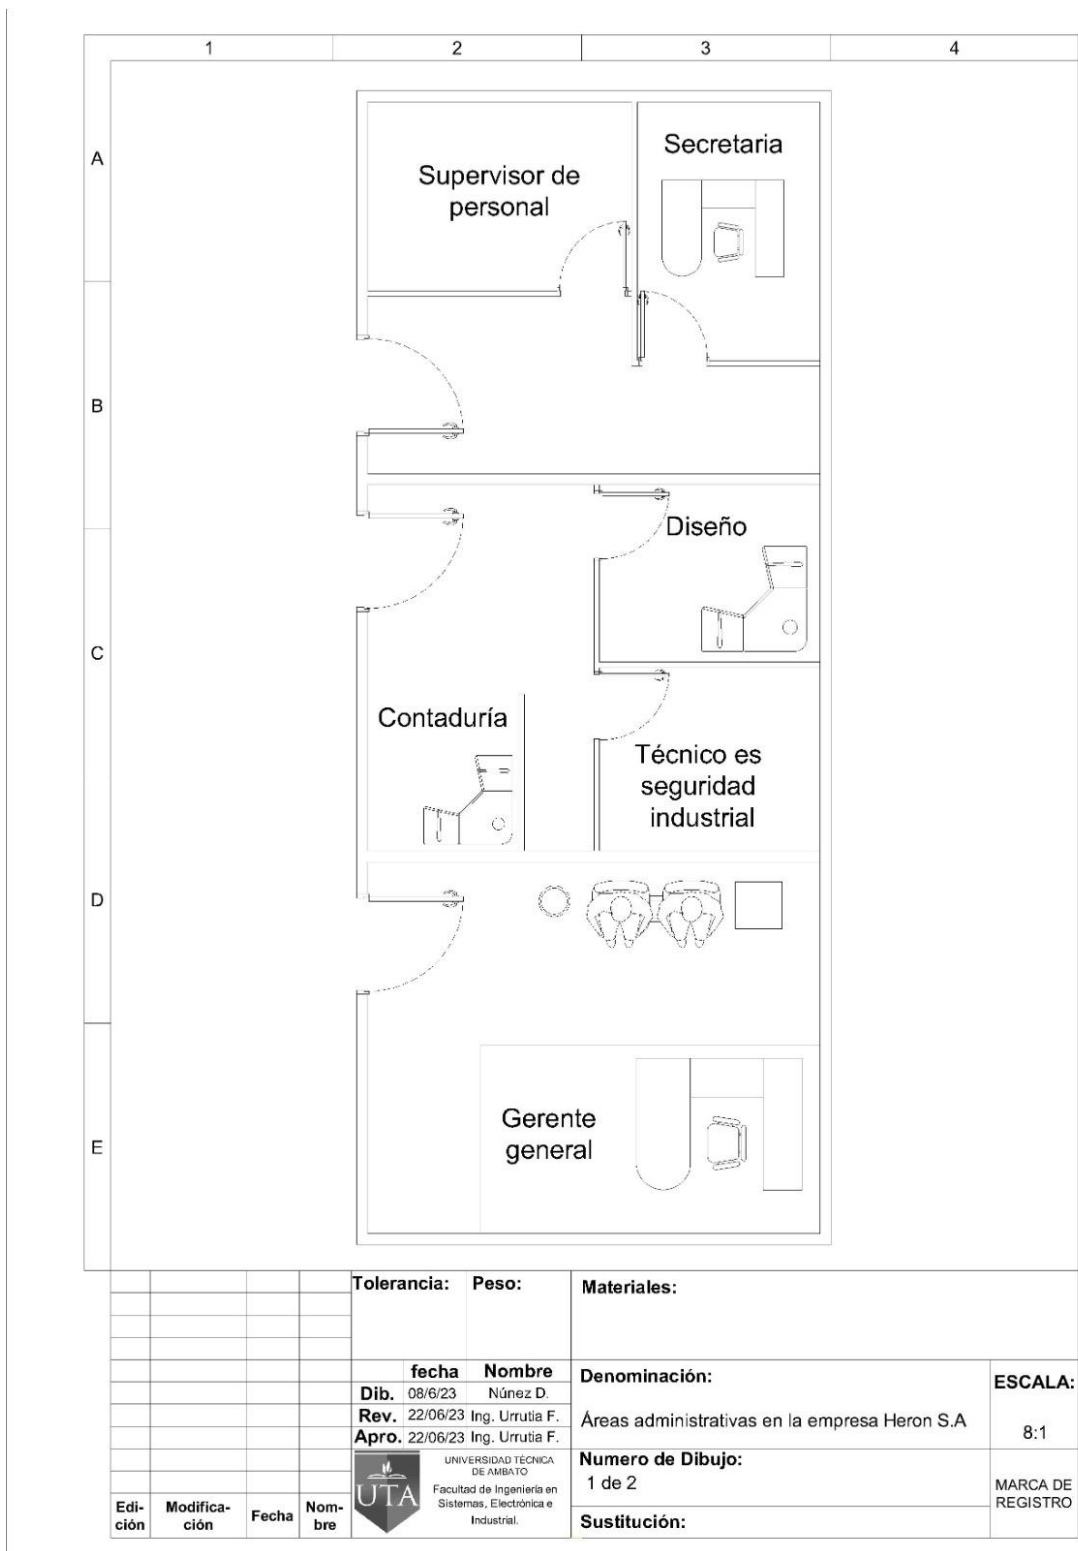 1 2 3 4
A
B
C
D
E
Supervisor de
personal
Secretaria
Diseño
Contaduría
Técnico es
seguridad
industrial
Gerente
general
Tolerancia: Peso: Materiales:
fecha Nombre
Dib. 08/6/23 Núnez D.
Rev. 22/06/23 Ing. Urrutia F.
Apro. 22/06/23 Ing. Urrutia F.
Denominación:
Áreas administrativas en la empresa Heron S.A
ESCALA:
8:1
UTA
UNIVERSIDAD TÉCNICA
DE AMBATO
Facultad de Ingeniería en
Sistemas, Electrónica e
Industrial.
Numero de Dibujo:
1 de 2
MARCA DE
REGISTRO
Sustitución:
Edi-
ción
Modifica-
ción
Fecha
Nom-
bre